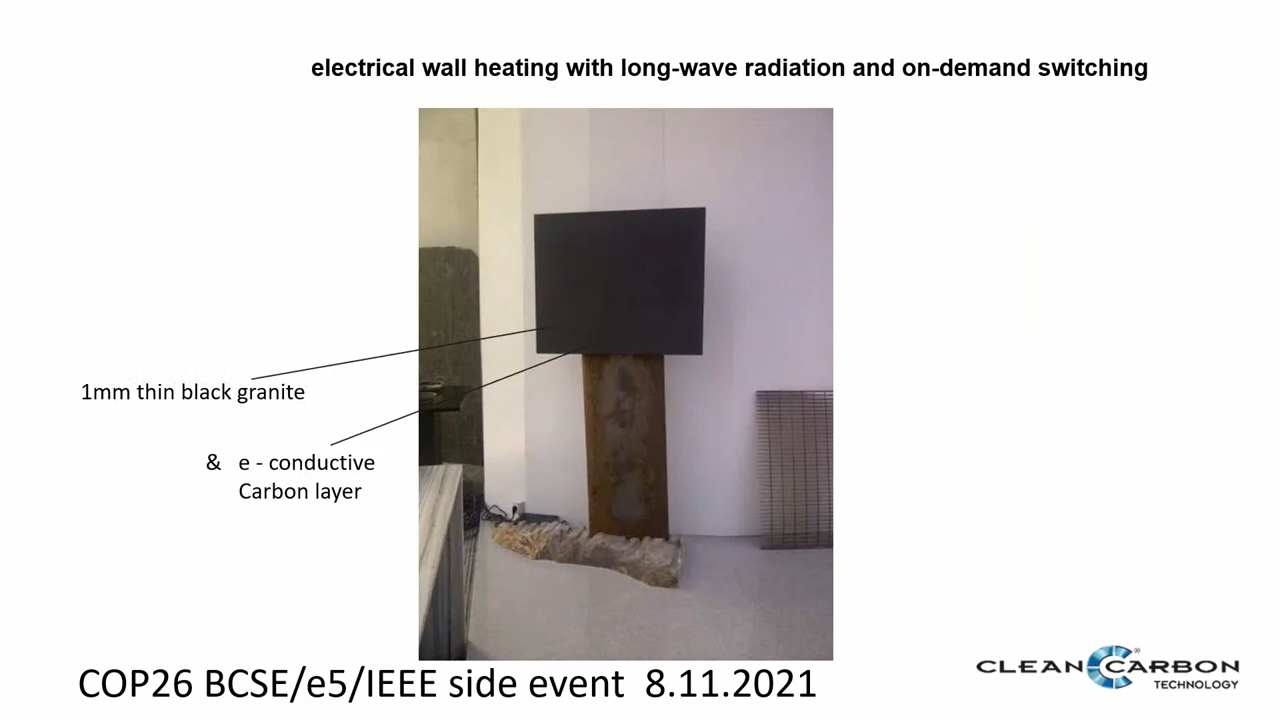 electrical wall heating with long-wave radiation and on-demand switching
1mm thin black granite
& e - conductive
Carbon layer
COP26 BCSE/e5/IEEE side event 8.11.2021
CLEAN CARBON®
TECHNOLOGY